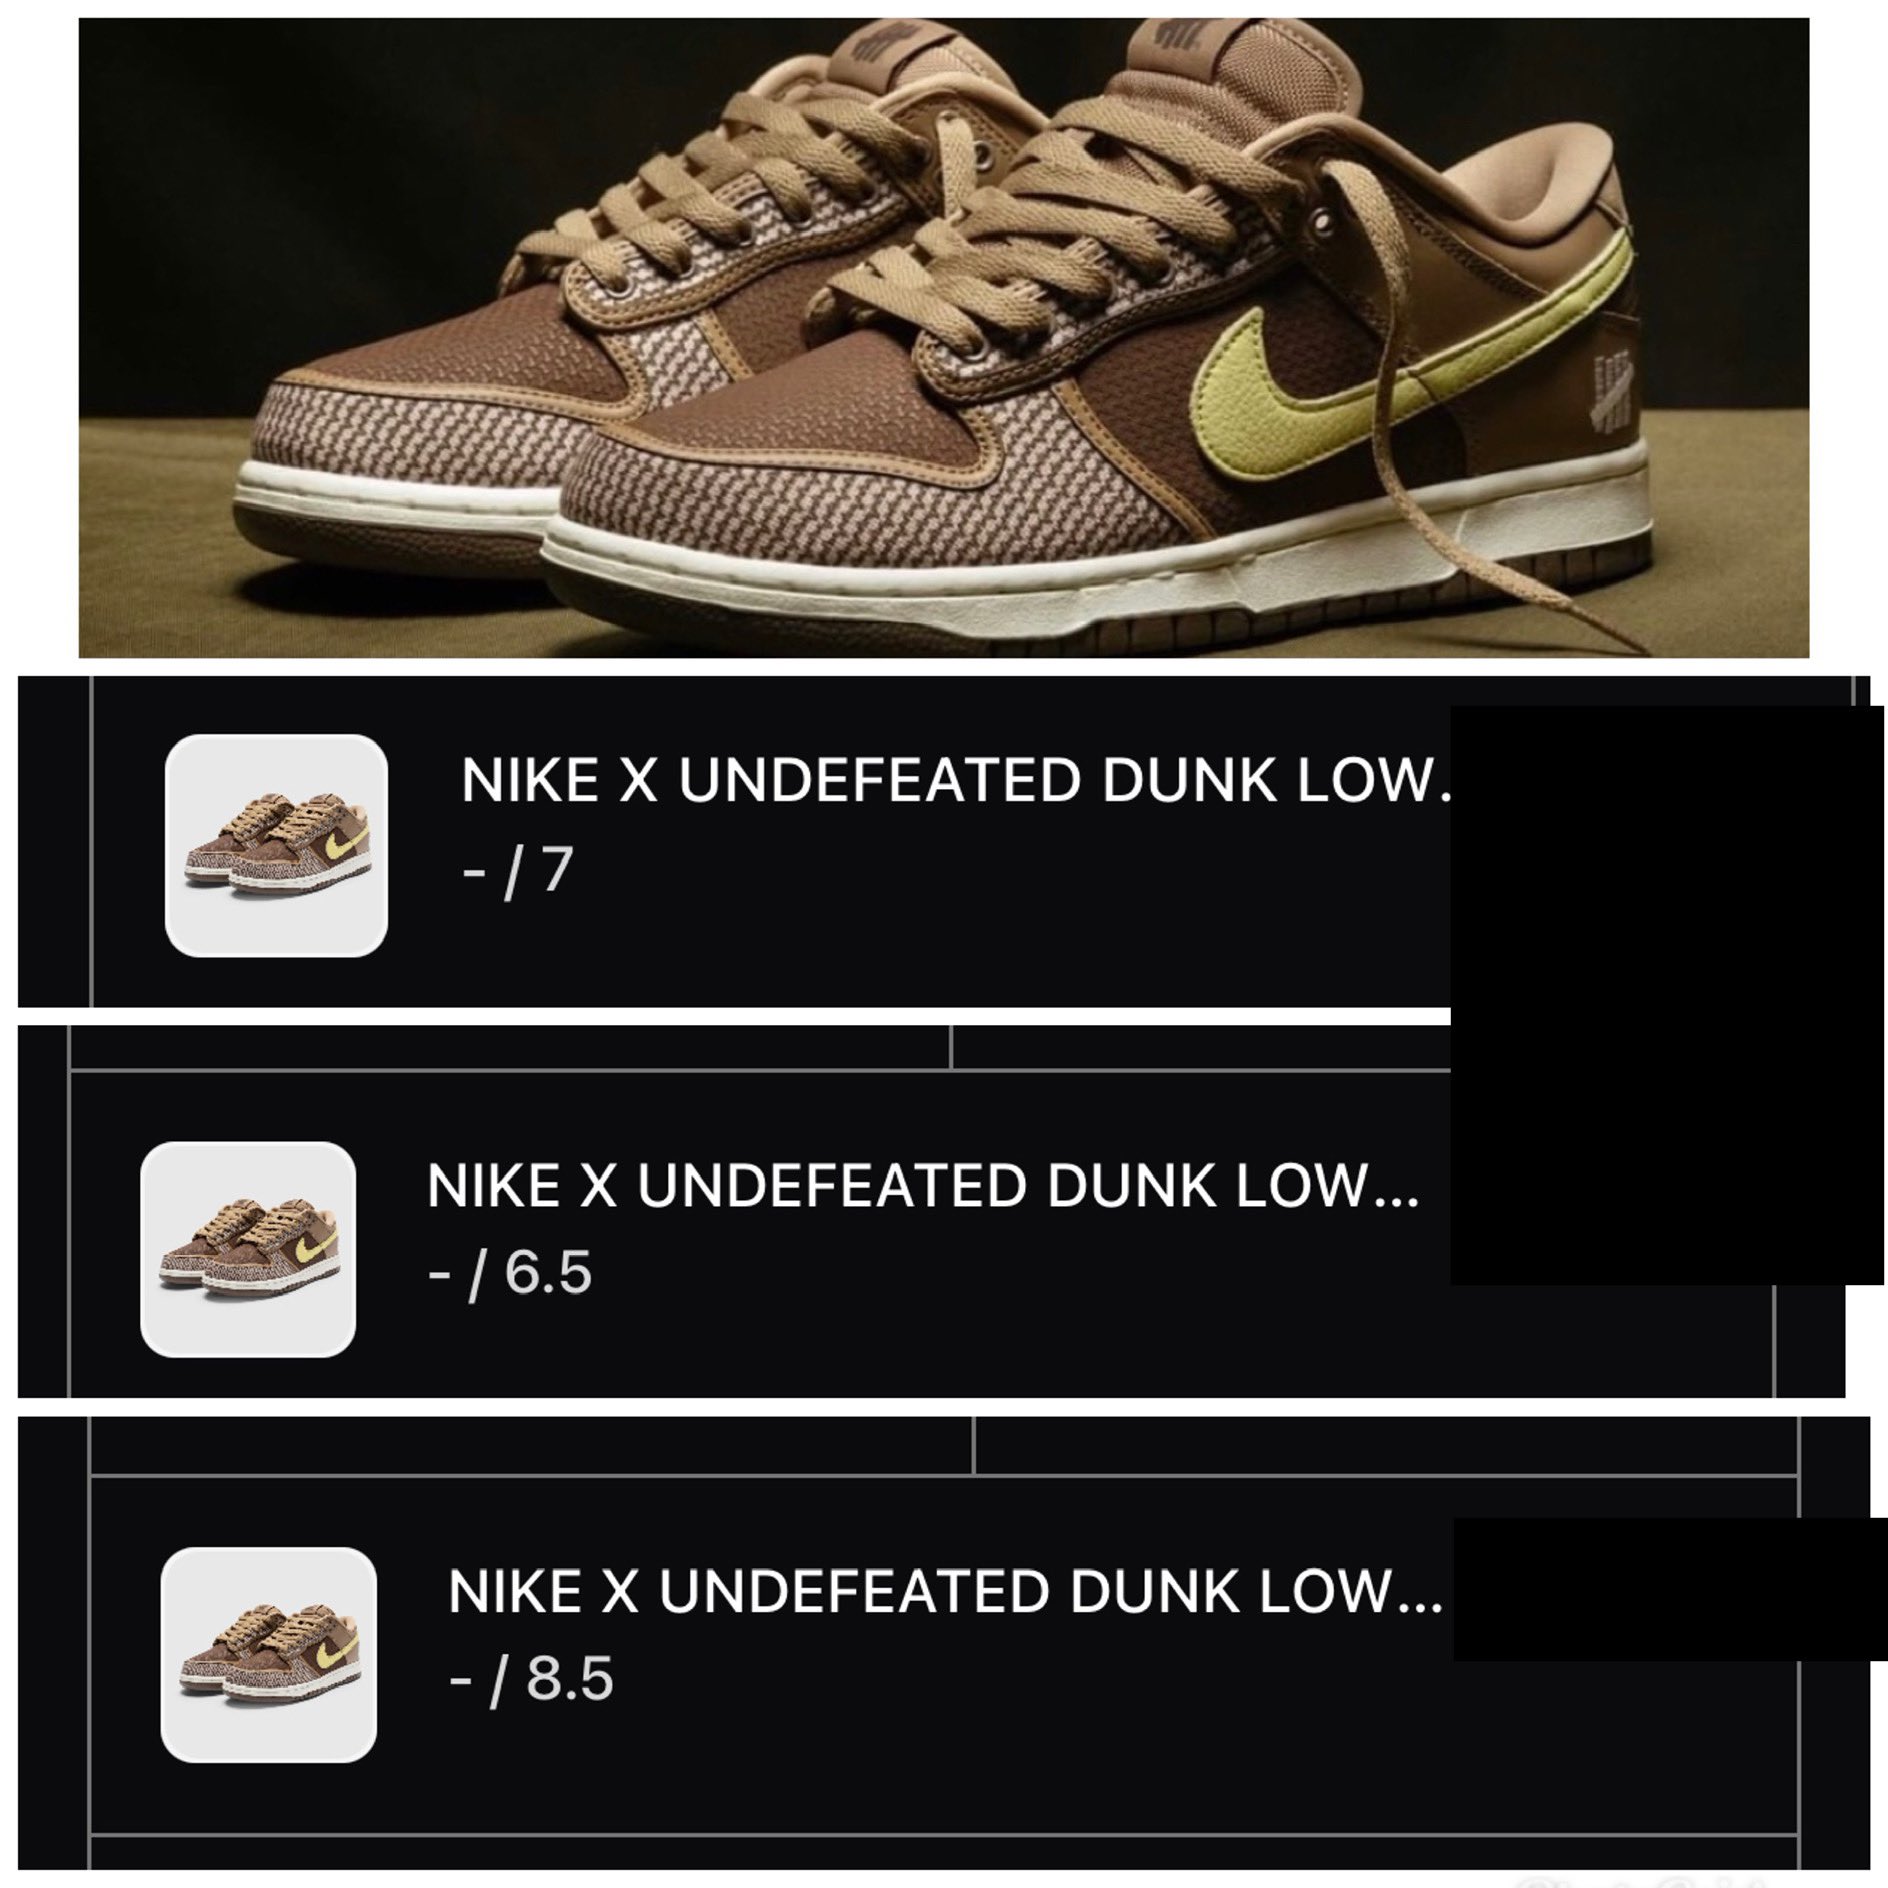 NIKE X UNDEFEATED DUNK LOW.
- / 7
NIKE X UNDEFEATED DUNK LOW...
- / 6.5
NIKE X UNDEFEATED DUNK LOW...
- / 8.5